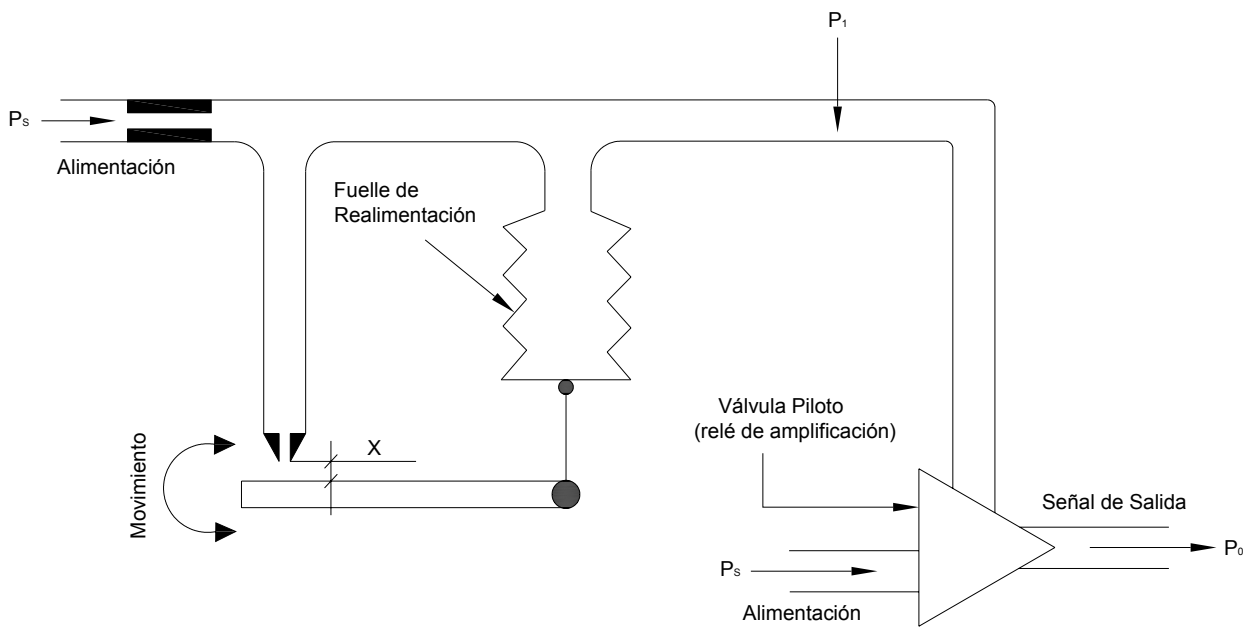 P₁
Pₛ
Alimentación
Fuelle de
Realimentación
Movimiento
X
Válvula Piloto
(relé de amplificación)
Señal de Salida
P₀
Pₛ
Alimentación